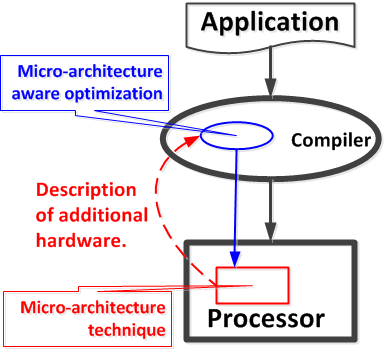 Application
Micro-architecture
aware optimization
Compiler
Description
of additional
hardware.
Micro-architecture
technique
Processor